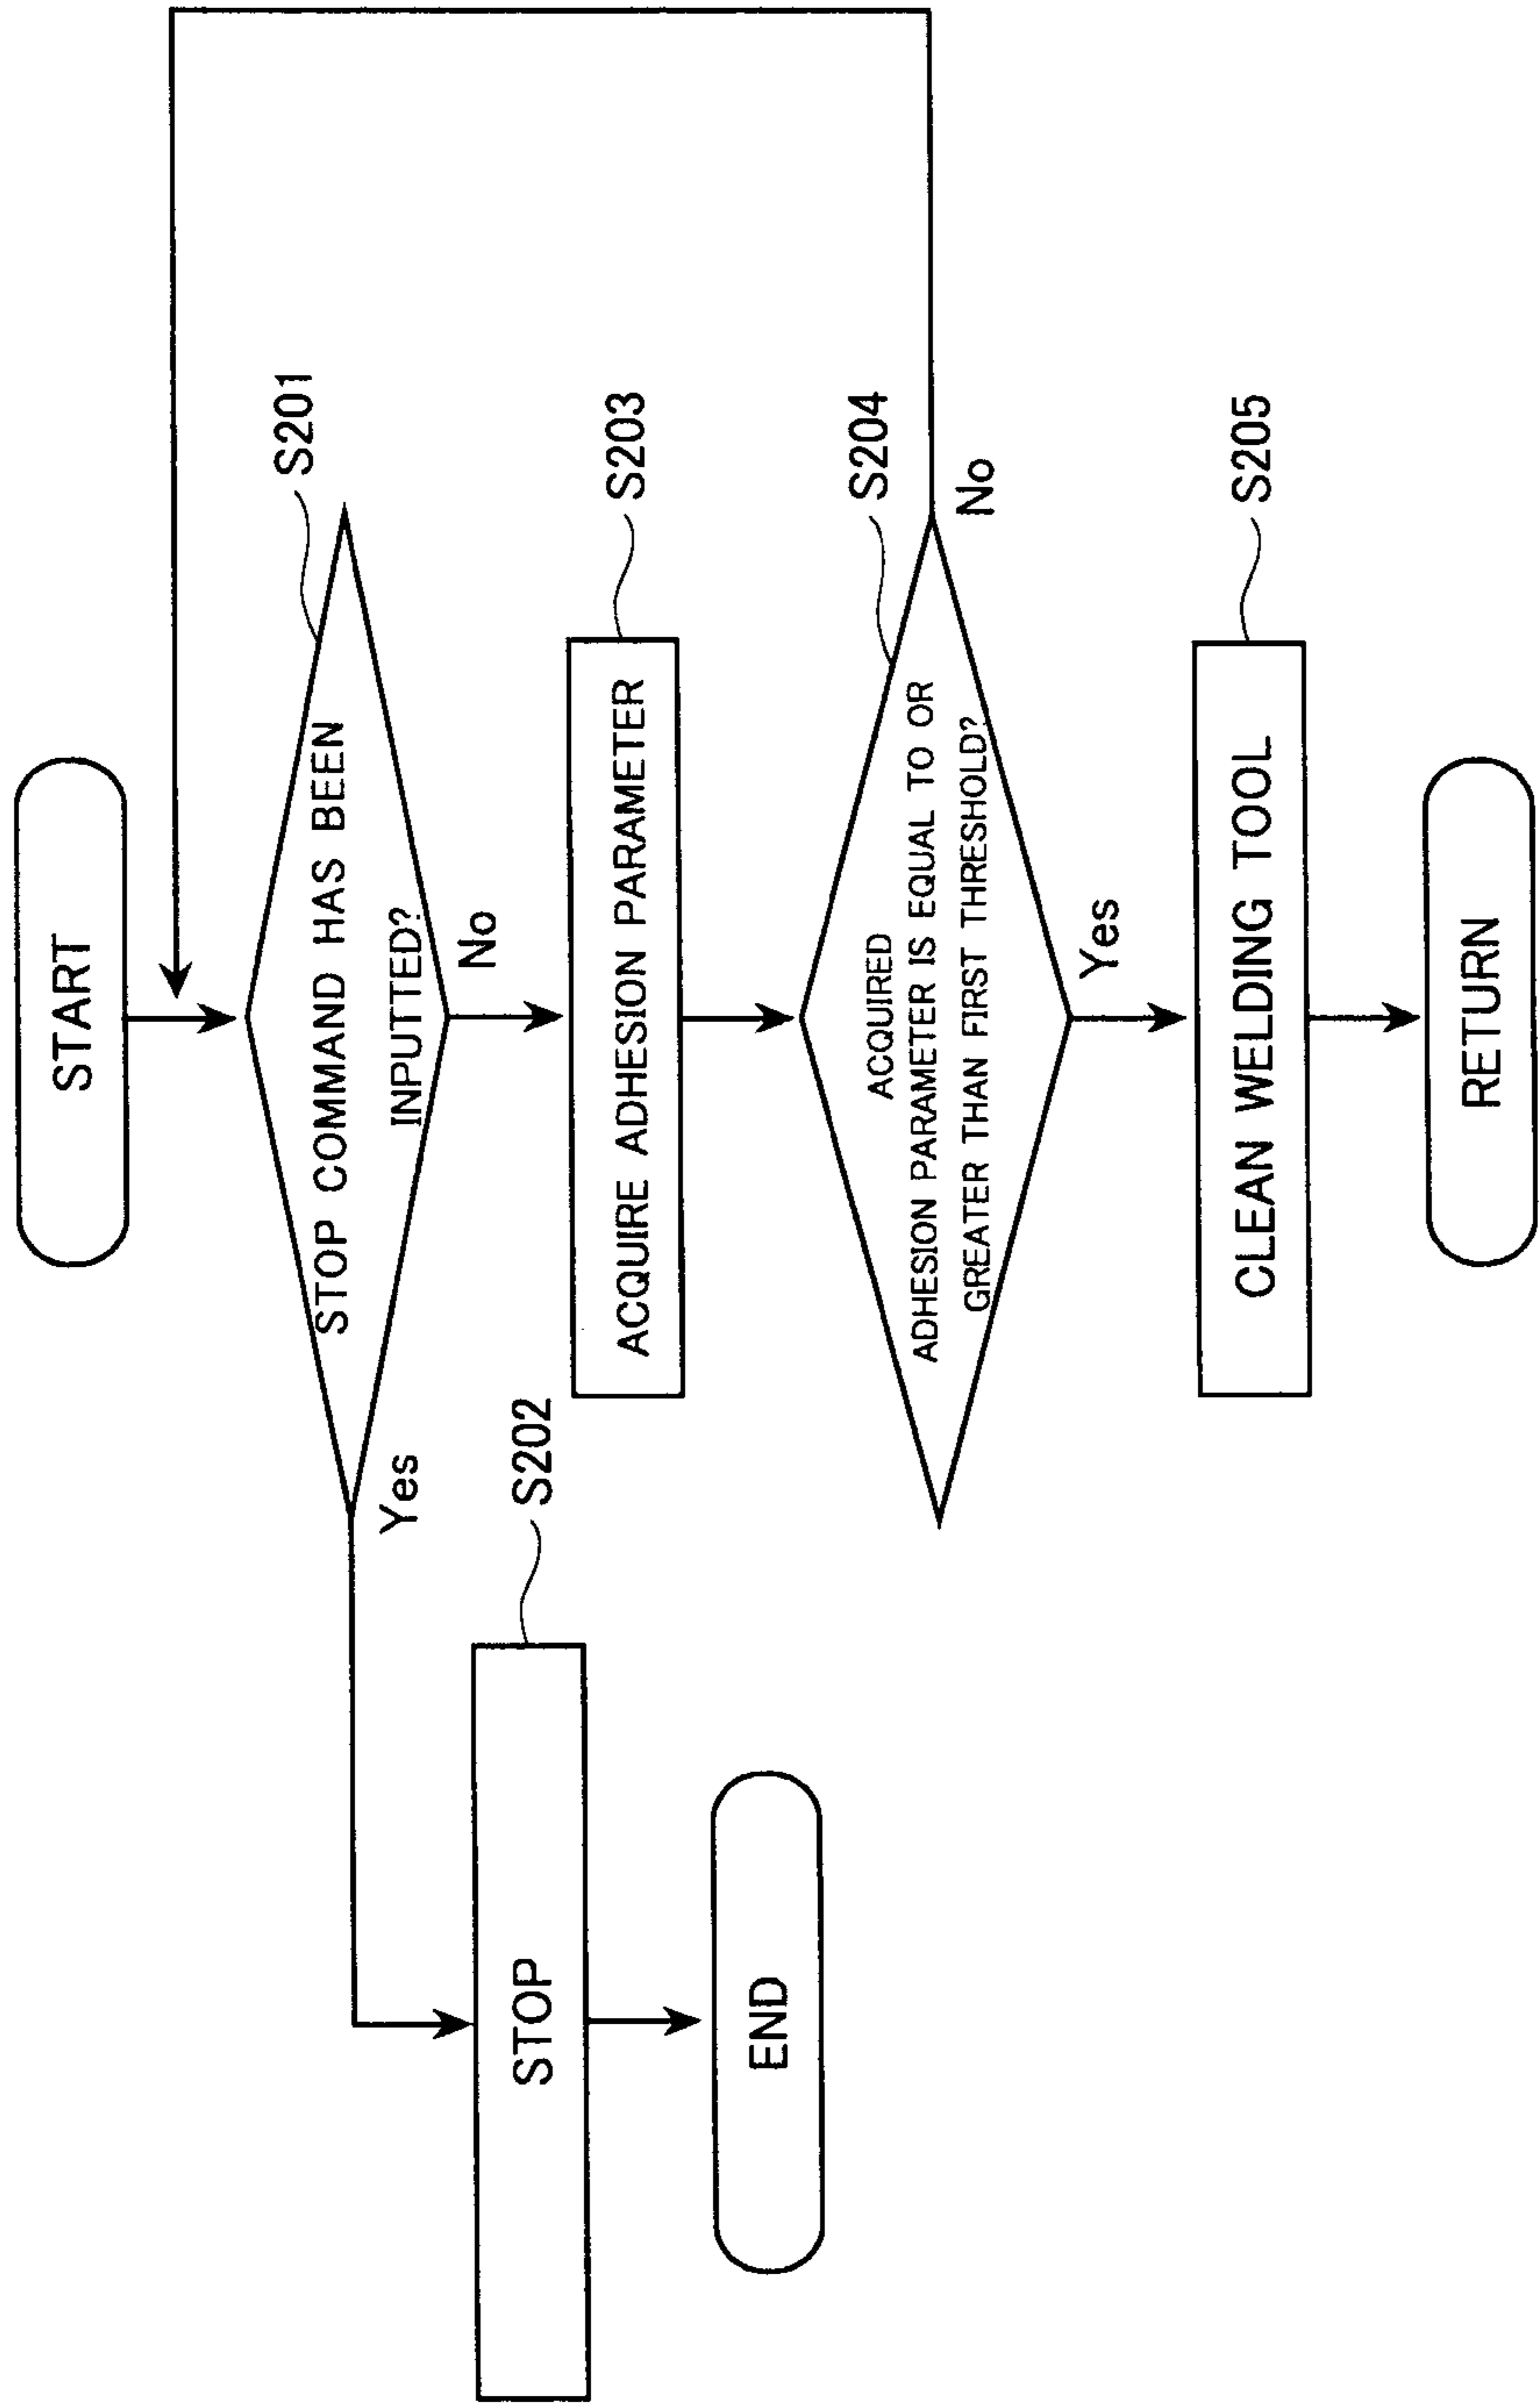 START
S201
STOP COMMAND HAS BEEN
INPUTTED?
Yes
No
S202
STOP
END
S203
ACQUIRE ADHESION PARAMETER
S204
ACQUIRED
ADHESION PARAMETER IS EQUAL TO OR
GREATER THAN FIRST THRESHOLD?
No
Yes
S205
CLEAN WELDING TOOL
RETURN